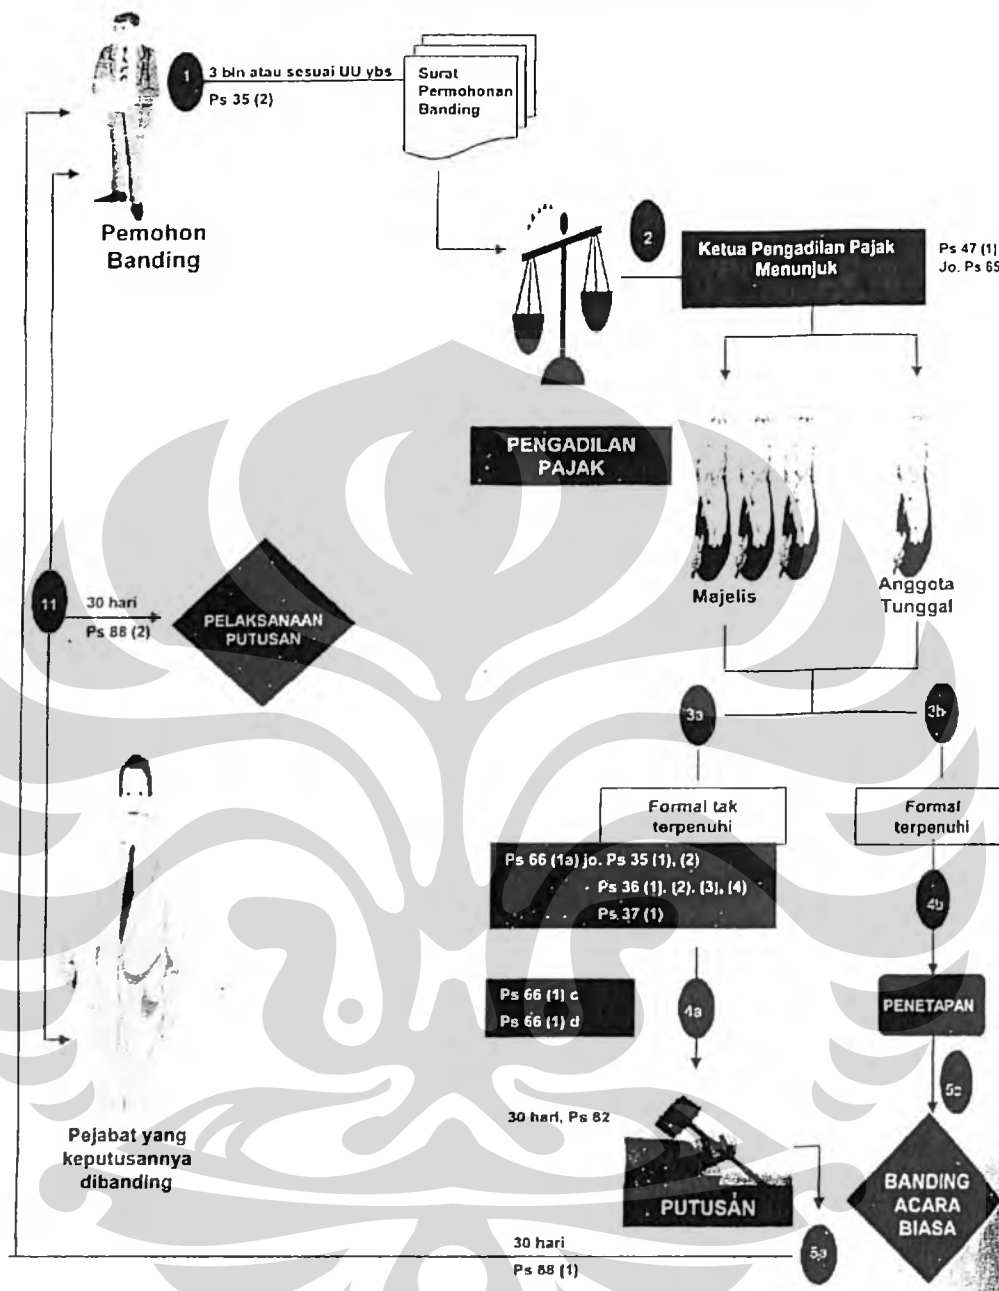 1
3 bln atau sesuai UU ybs
Ps 35 (2)
Surat
Permohonan
Banding
Pemohon
Banding
2
Ketua Pengadilan Pajak
Menunjuk
Ps 47 (1)
Jo. Ps 65
PENGADILAN
PAJAK
Majelis
Anggota
Tunggal
11
30 hari
Ps 88 (2)
PELAKSANAAN
PUTUSAN
3a
3b
Formal tak
terpenuhi
Formal
terpenuhi
Ps 66 (1a) jo. Ps 35 (1), (2)
Ps 36 (1), (2), (3), (4)
Ps 37 (1)
4b
Ps 66 (1) c
Ps 66 (1) d
4a
PENETAPAN
30 hari, Ps 82
Pejabat yang
keputusannya
dibanding
PUTUSAN
BANDING
ACARA
BIASA
30 hari
Ps 88 (1)
5a